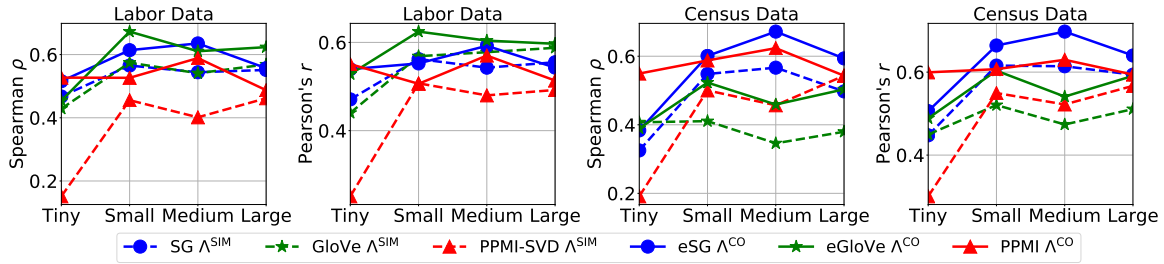 Labor Data
Labor Data
Census Data
Census Data
Spearman ρ
0.6
0.4
0.2
Tiny Small Medium Large
Pearson's r
0.6
0.4
Tiny Small Medium Large
Spearman ρ
0.6
0.4
0.2
Tiny Small Medium Large
Pearson's r
0.6
0.4
Tiny Small Medium Large
SG Λ^SIM GloVe Λ^SIM PPMI-SVD Λ^SIM eSG Λ^CO eGloVe Λ^CO PPMI Λ^CO